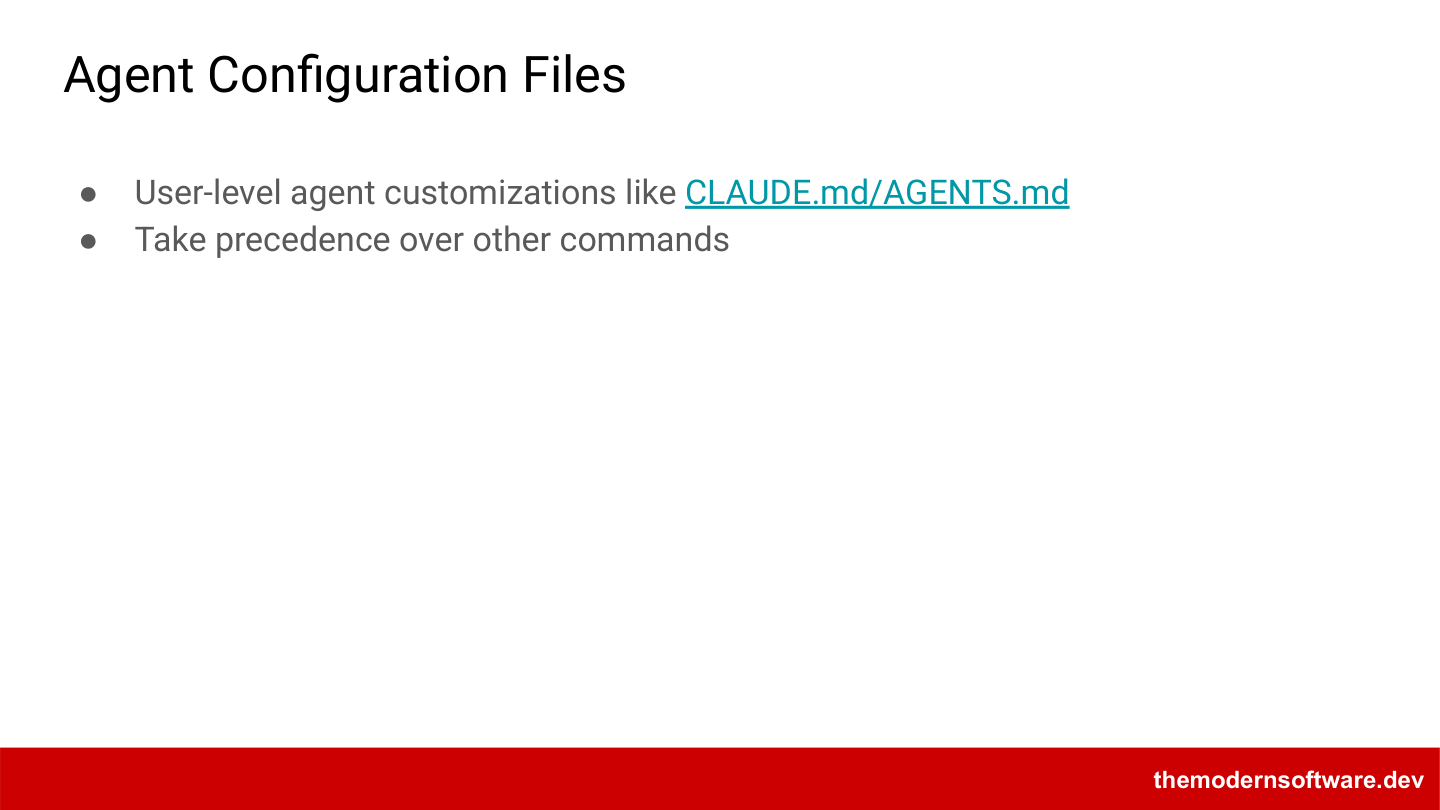 Agent Configuration Files
● User-level agent customizations like CLAUDE.md/AGENTS.md
● Take precedence over other commands
themodernsoftware.dev